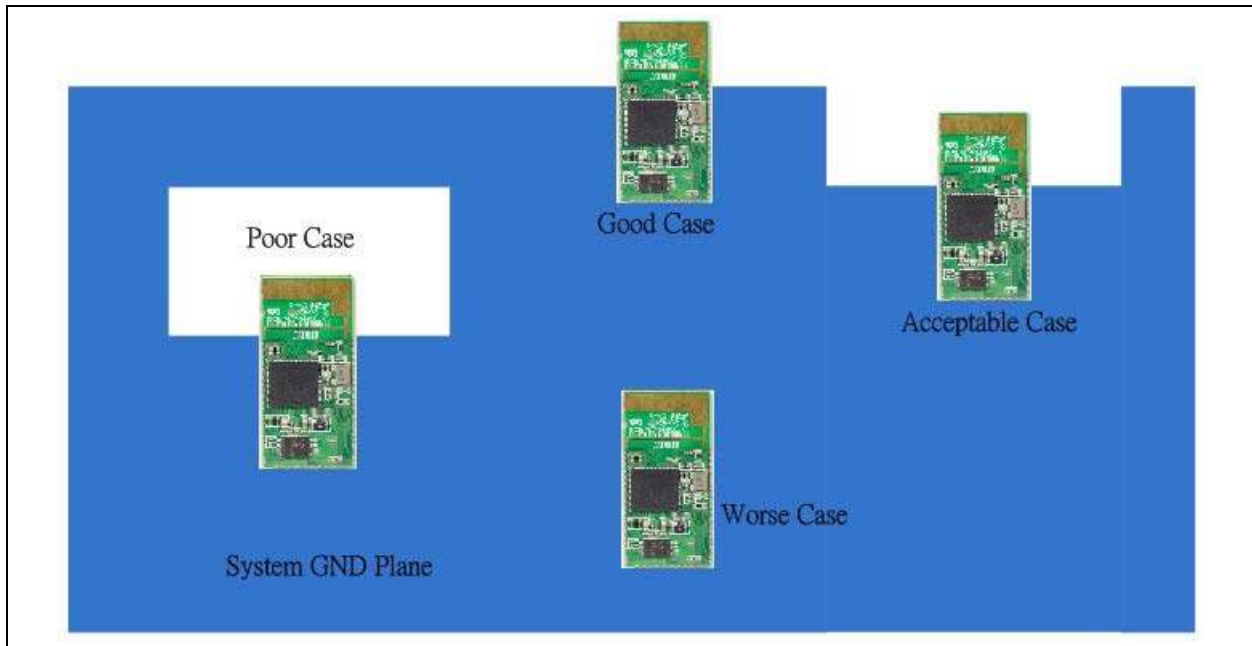 Good Case
Poor Case
Acceptable Case
Worse Case
System GND Plane